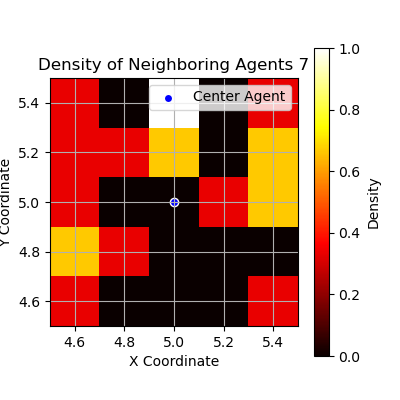 Density of Neighboring Agents 7
Center Agent
5.4
5.2
5.0
4.8
4.6
Y Coordinate
4.6 4.8 5.0 5.2 5.4
X Coordinate
1.0
0.8
0.6
0.4
0.2
0.0
Density